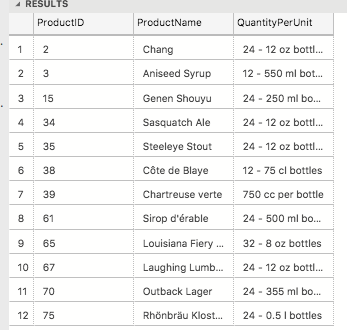 RESULTS
ProductID ProductName QuantityPerUnit
1 2 Chang 24 - 12 oz bottl...
2 3 Aniseed Syrup 12 - 550 ml bot...
3 15 Genen Shouyu 24 - 250 ml bo...
4 34 Sasquatch Ale 24 - 12 oz bottl...
5 35 Steeleye Stout 24 - 12 oz bottl...
6 38 Côte de Blaye 12 - 75 cl bottles
7 39 Chartreuse verte 750 cc per bottle
8 61 Sirop d'érable 24 - 500 ml bo...
9 65 Louisiana Fiery ... 32 - 8 oz bottles
10 67 Laughing Lumb... 24 - 12 oz bottl...
11 70 Outback Lager 24 - 355 ml bo...
12 75 Rhönbräu Klost... 24 - 0.5 l bottles